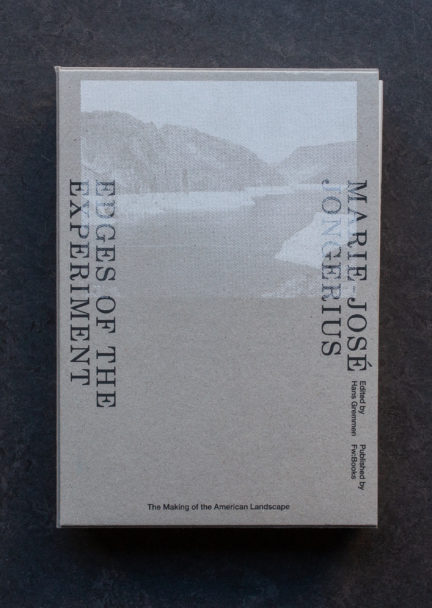 MARIE-JOSÉ
JONGERIUS
EDGES OF THE
EXPERIMENT
Edited by
Hans Gremmen
Published by
Fw:Books
The Making of the American Landscape